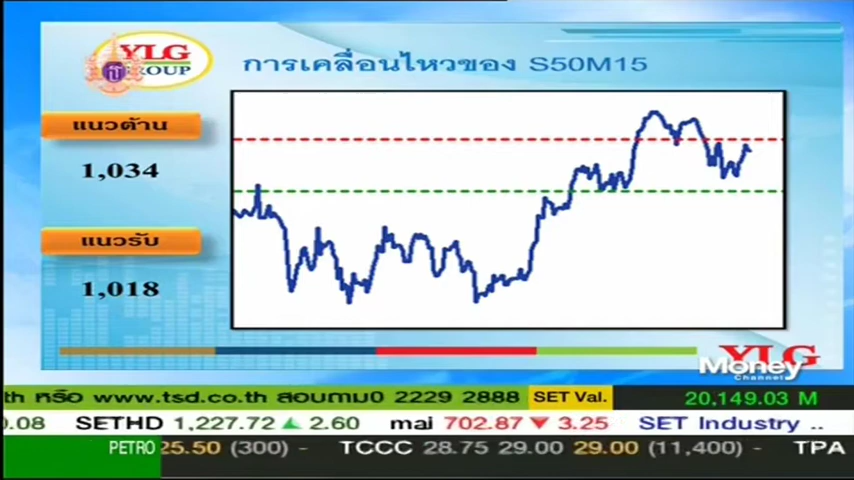 YLG
GROUP
การเคลื่อนไหวของ S50M15
แนวต้าน
1,034
แนวรับ
1,018
YLG
Money
Channel
th หรือ www.tsd.co.th สอบถาม0 2229 2888 SET Val. 20,149.03 M
0.08 SETHD 1,227.72 ▲ 2.60 mai 702.87 ▼ 3.25 SET Industry ..
PETRO 25.50 (300) - TCCC 28.75 29.00 29.00 (11,400) - TPA